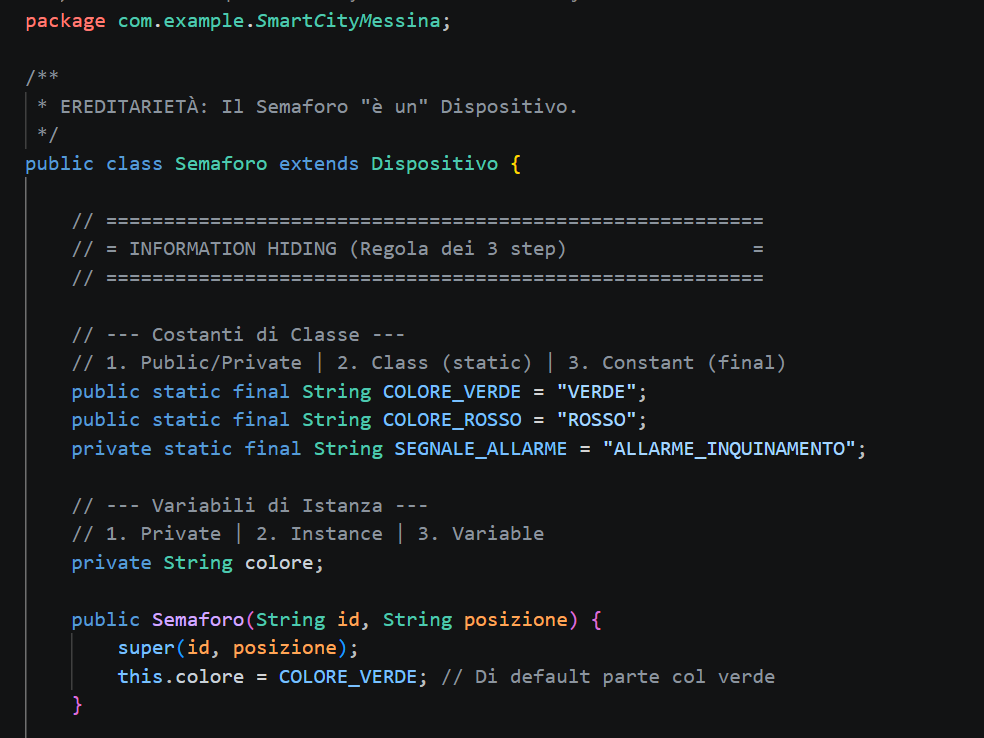 package com.example.SmartCityMessina;
/**
 * EREDITARIETÀ: Il Semaforo "è un" Dispositivo.
 */
public class Semaforo extends Dispositivo {
// =========================================================
// = INFORMATION HIDING (Regola dei 3 step)                =
// =========================================================
// --- Costanti di Classe ---
// 1. Public/Private | 2. Class (static) | 3. Constant (final)
public static final String COLORE_VERDE = "VERDE";
public static final String COLORE_ROSSO = "ROSSO";
private static final String SEGNALE_ALLARME = "ALLARME_INQUINAMENTO";
// --- Variabili di Istanza ---
// 1. Private | 2. Instance | 3. Variable
private String colore;
public Semaforo(String id, String posizione) {
super(id, posizione);
this.colore = COLORE_VERDE; // Di default parte col verde
}